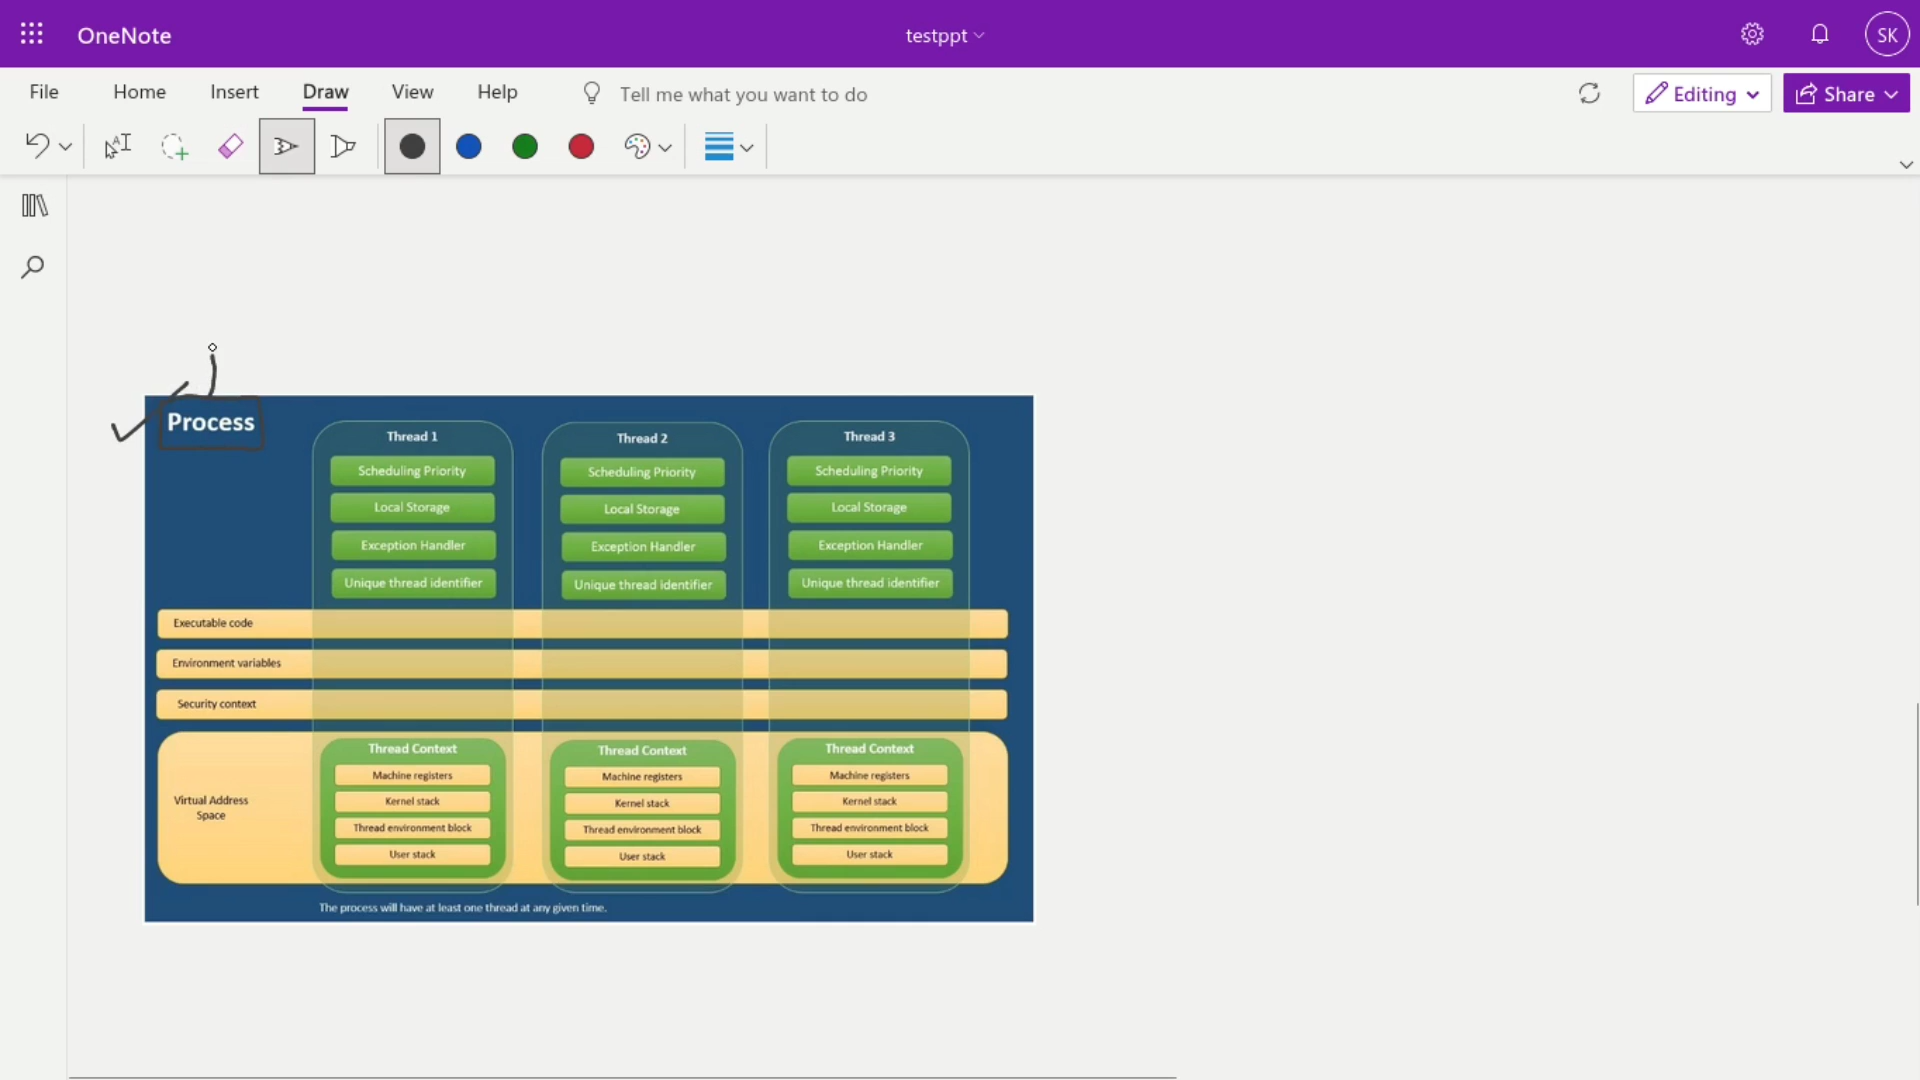 OneNote
testppt
SK
File Home Insert Draw View Help Tell me what you want to do Editing Share
Process
Thread 1 Thread 2 Thread 3
Scheduling Priority Scheduling Priority Scheduling Priority
Local Storage Local Storage Local Storage
Exception Handler Exception Handler Exception Handler
Unique thread identifier Unique thread identifier Unique thread identifier
Executable code
Environment variables
Security context
Thread Context Thread Context Thread Context
Machine registers Machine registers Machine registers
Virtual Address
Space
Kernel stack Kernel stack Kernel stack
Thread environment block Thread environment block Thread environment block
User stack User stack User stack
The process will have at least one thread at any given time.